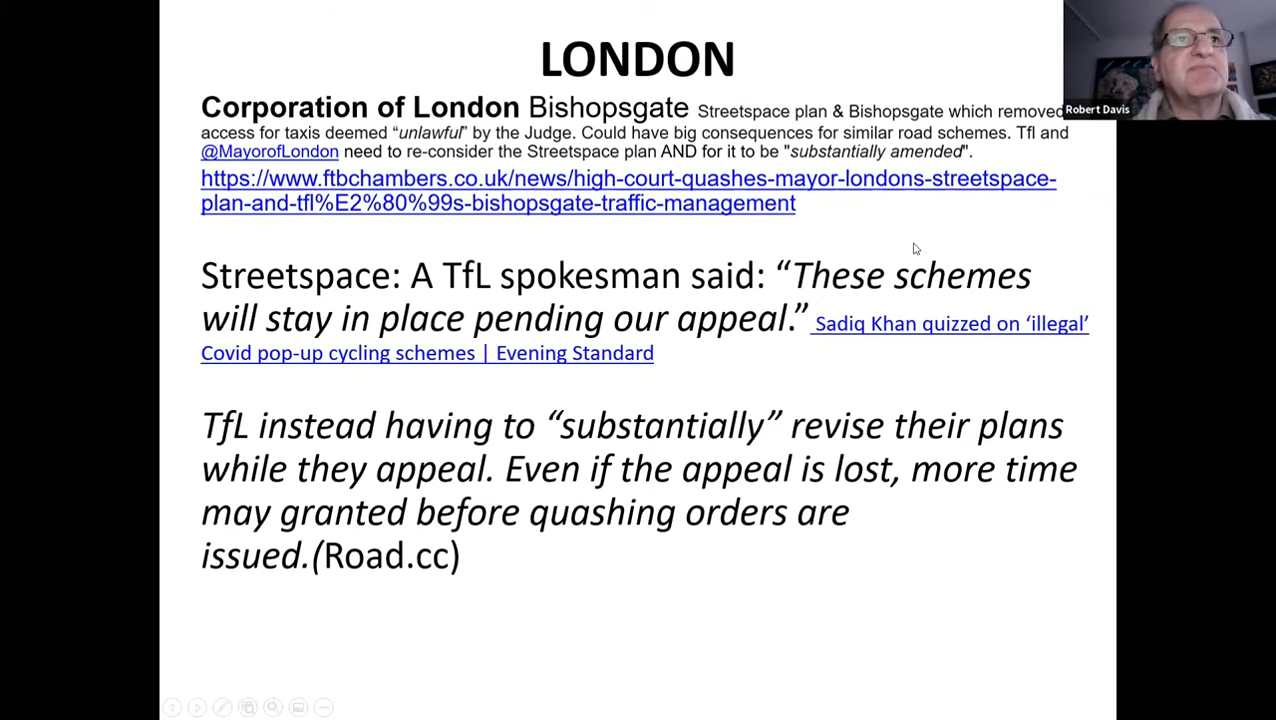 LONDON
Corporation of London Bishopsgate Streetspace plan & Bishopsgate which removed
access for taxis deemed “unlawful” by the Judge. Could have big consequences for similar road schemes. Tfl and
@MayorofLondon need to re-consider the Streetspace plan AND for it to be "substantially amended".
https://www.ftbchambers.co.uk/news/high-court-quashes-mayor-londons-streetspace-
plan-and-tfl%E2%80%99s-bishopsgate-traffic-management
Streetspace: A TfL spokesman said: “These schemes
will stay in place pending our appeal.” Sadiq Khan quizzed on ‘illegal’
Covid pop-up cycling schemes | Evening Standard
TfL instead having to “substantially” revise their plans
while they appeal. Even if the appeal is lost, more time
may granted before quashing orders are
issued.(Road.cc)
Robert Davis